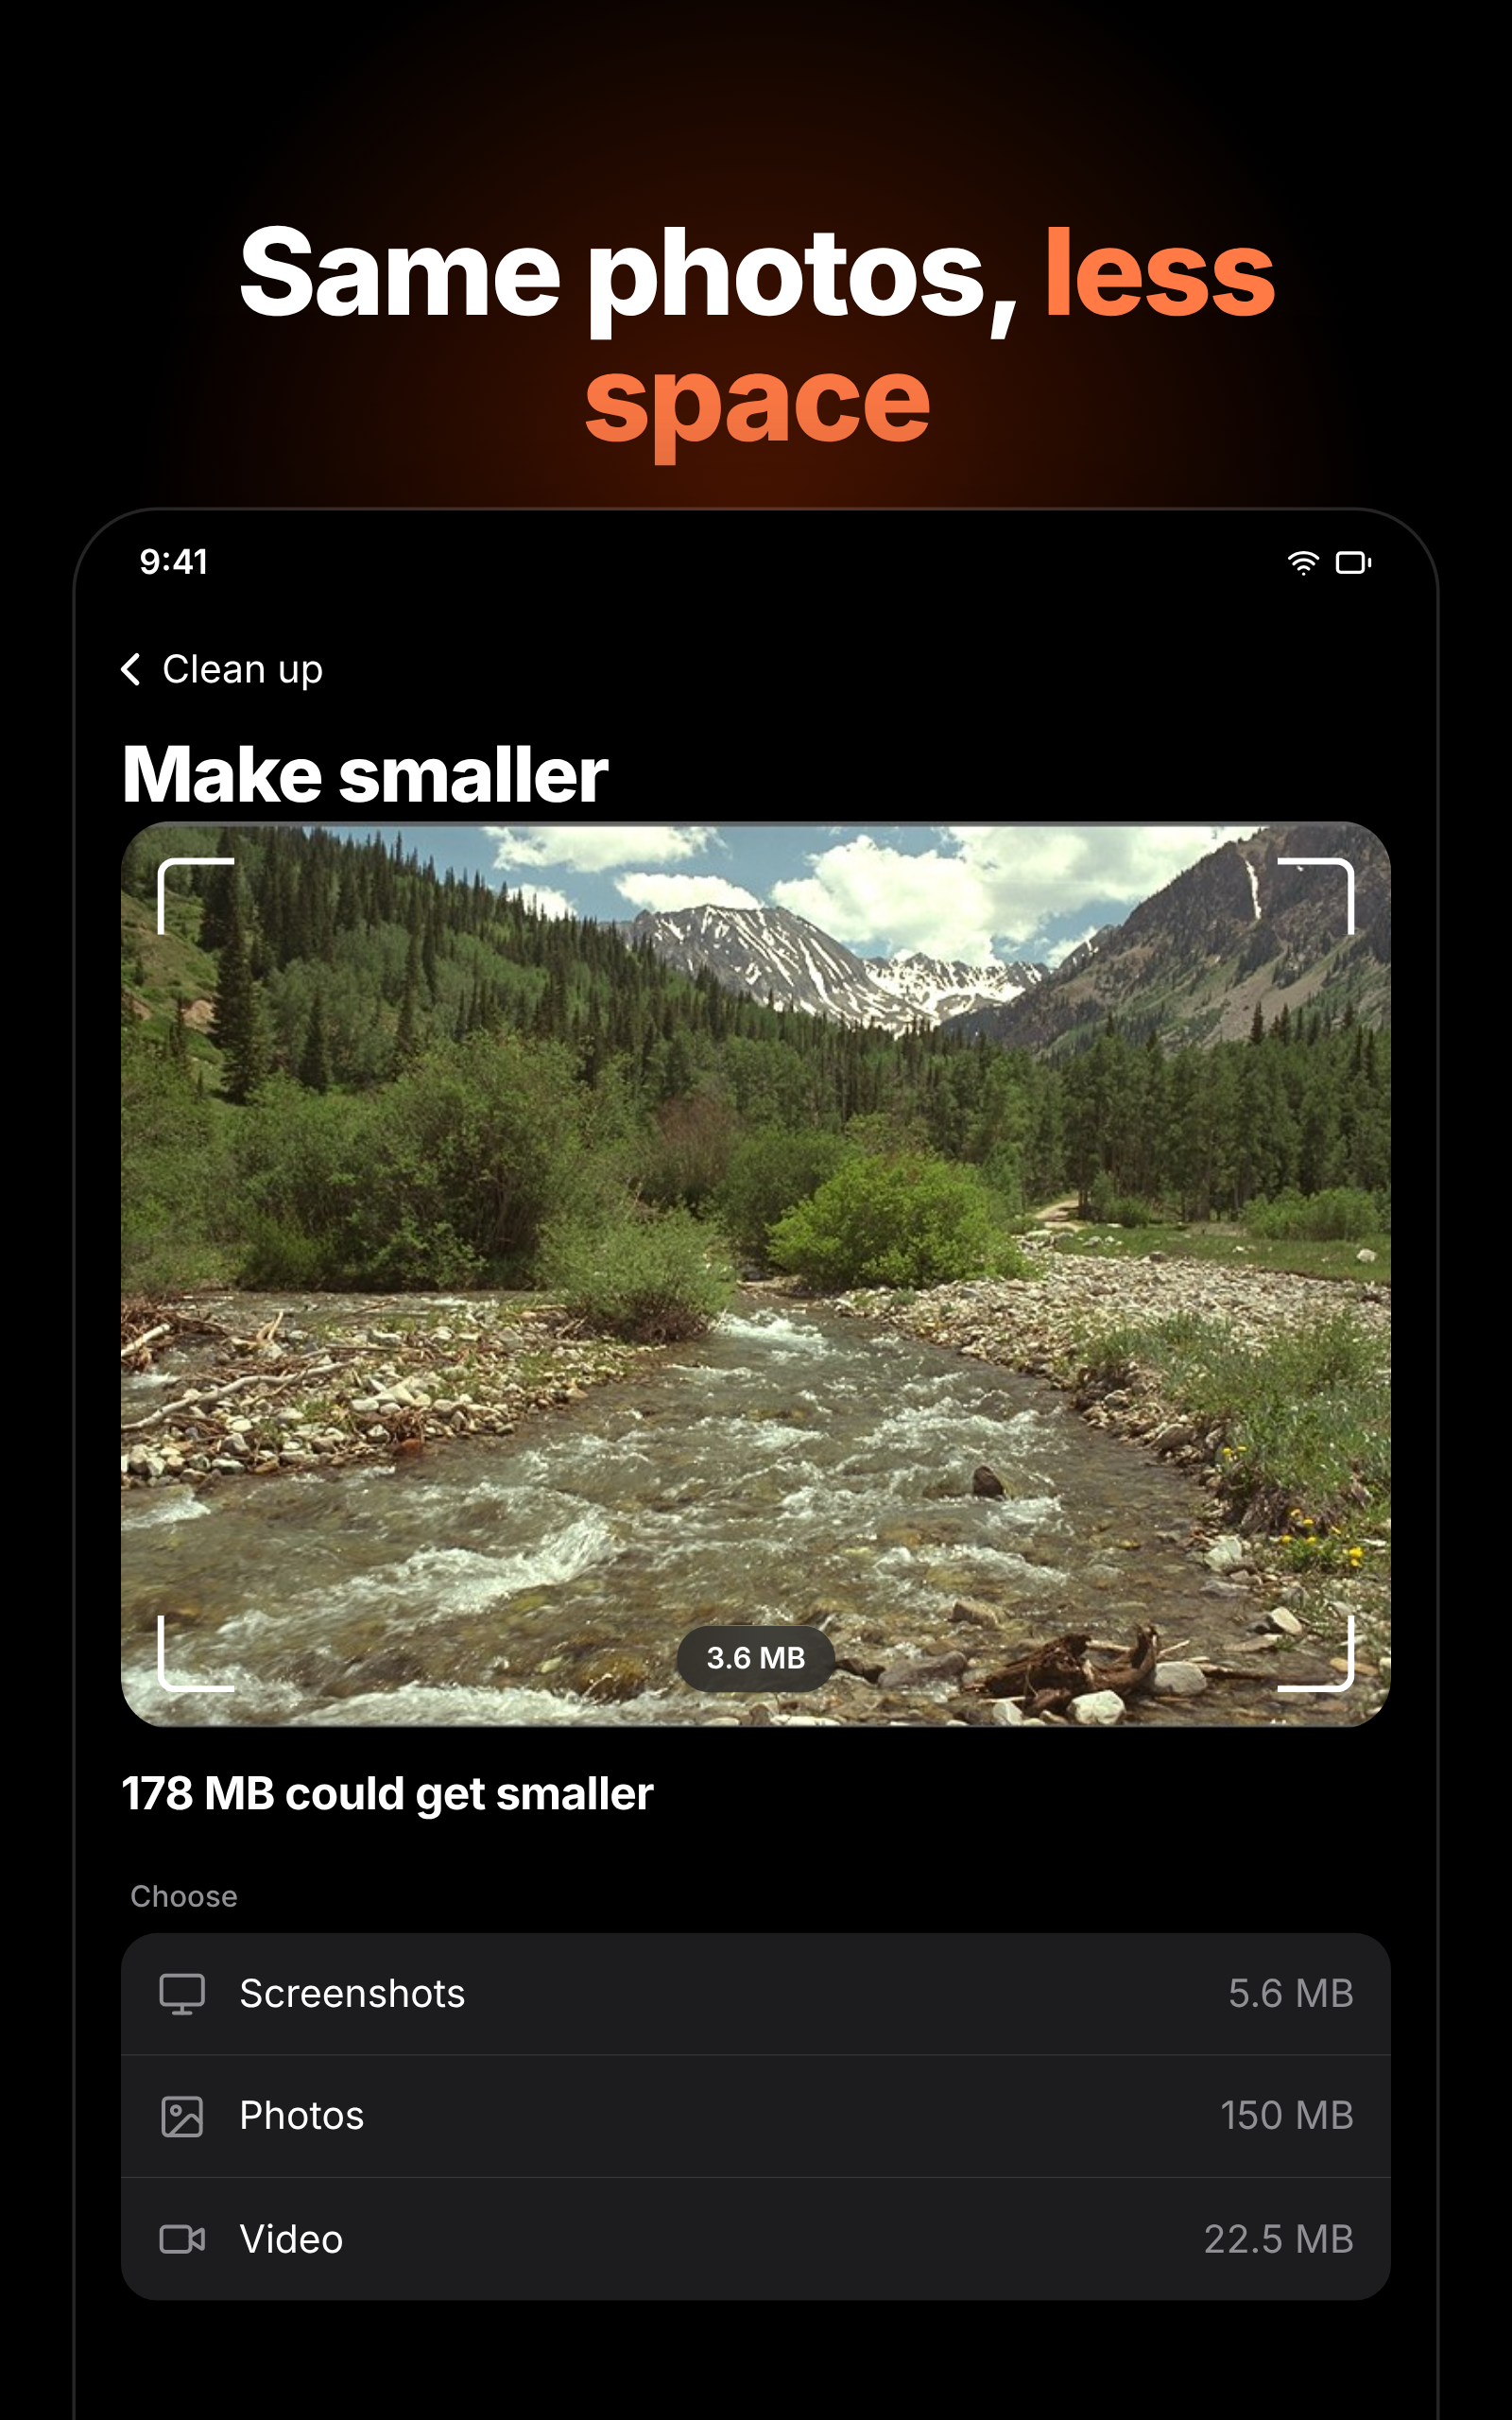 Same photos, less
space
9:41
Clean up
Make smaller
3.6 MB
178 MB could get smaller
Choose
Screenshots 5.6 MB
Photos 150 MB
Video 22.5 MB